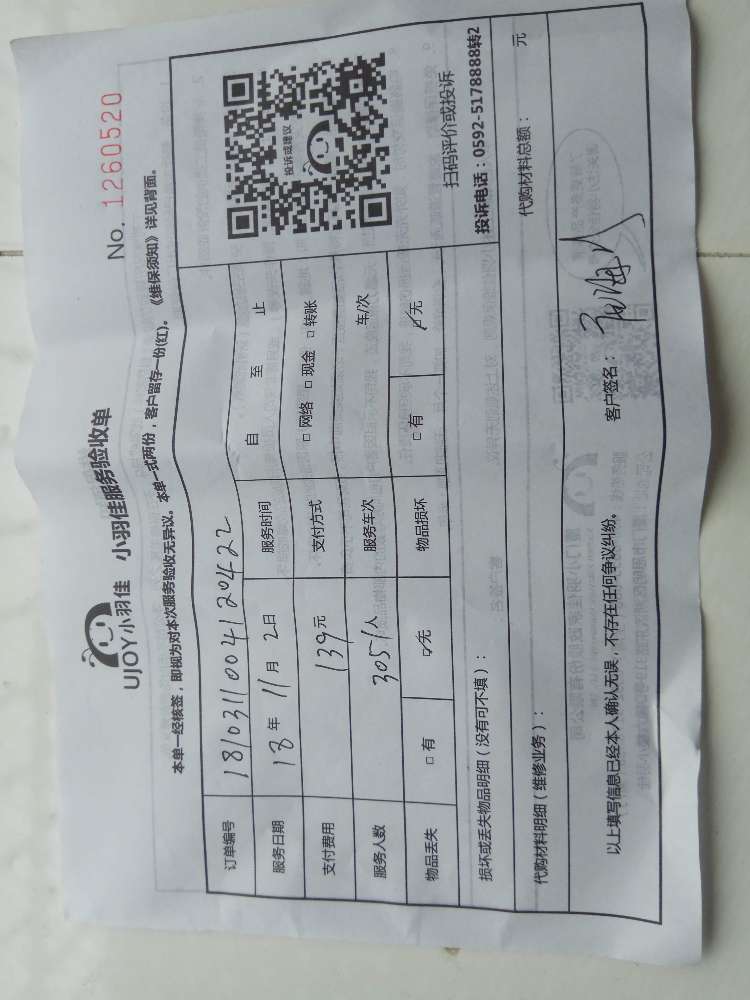 UJOY小羽佳 小羽佳服务验收单 No. 1260520
本单一经核签，即视为对本次服务验收无异议。本单一式两份，客户留存一份(红)。《维保须知》详见背面。
订单编号 181031100412042​2
服务日期 18年 11月 2日 服务时间 自 至 止
支付费用 139元 支付方式 □ 网络 □ 现金 □ 转账
服务人数 3051人 服务车次 车/次
物品丢失 □ 有 ☑无 物品损坏 □ 有 ☑无
投诉或建议
扫码评价或投诉
投诉电话：0592-5178888转2
损坏或丢失物品明细（没有可不填）：
代购材料明细（维修业务）： 代购材料总额： 元
以上填写信息已经本人确认无误，不存在任何争议纠纷。 客户签名：